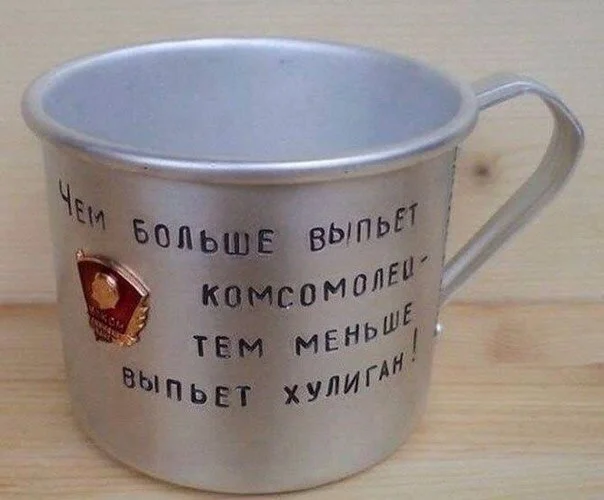 Чем БОЛЬШЕ ВЫПЬЕТ
КОМСОМОЛЕЦ-
ТЕМ МЕНЬШЕ
ВЫПЬЕТ ХУЛИГАН!